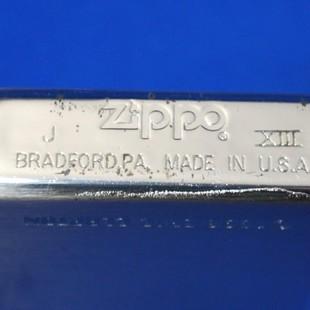 Zippo
J XIII
BRADFORD, PA. MADE IN U.S.A